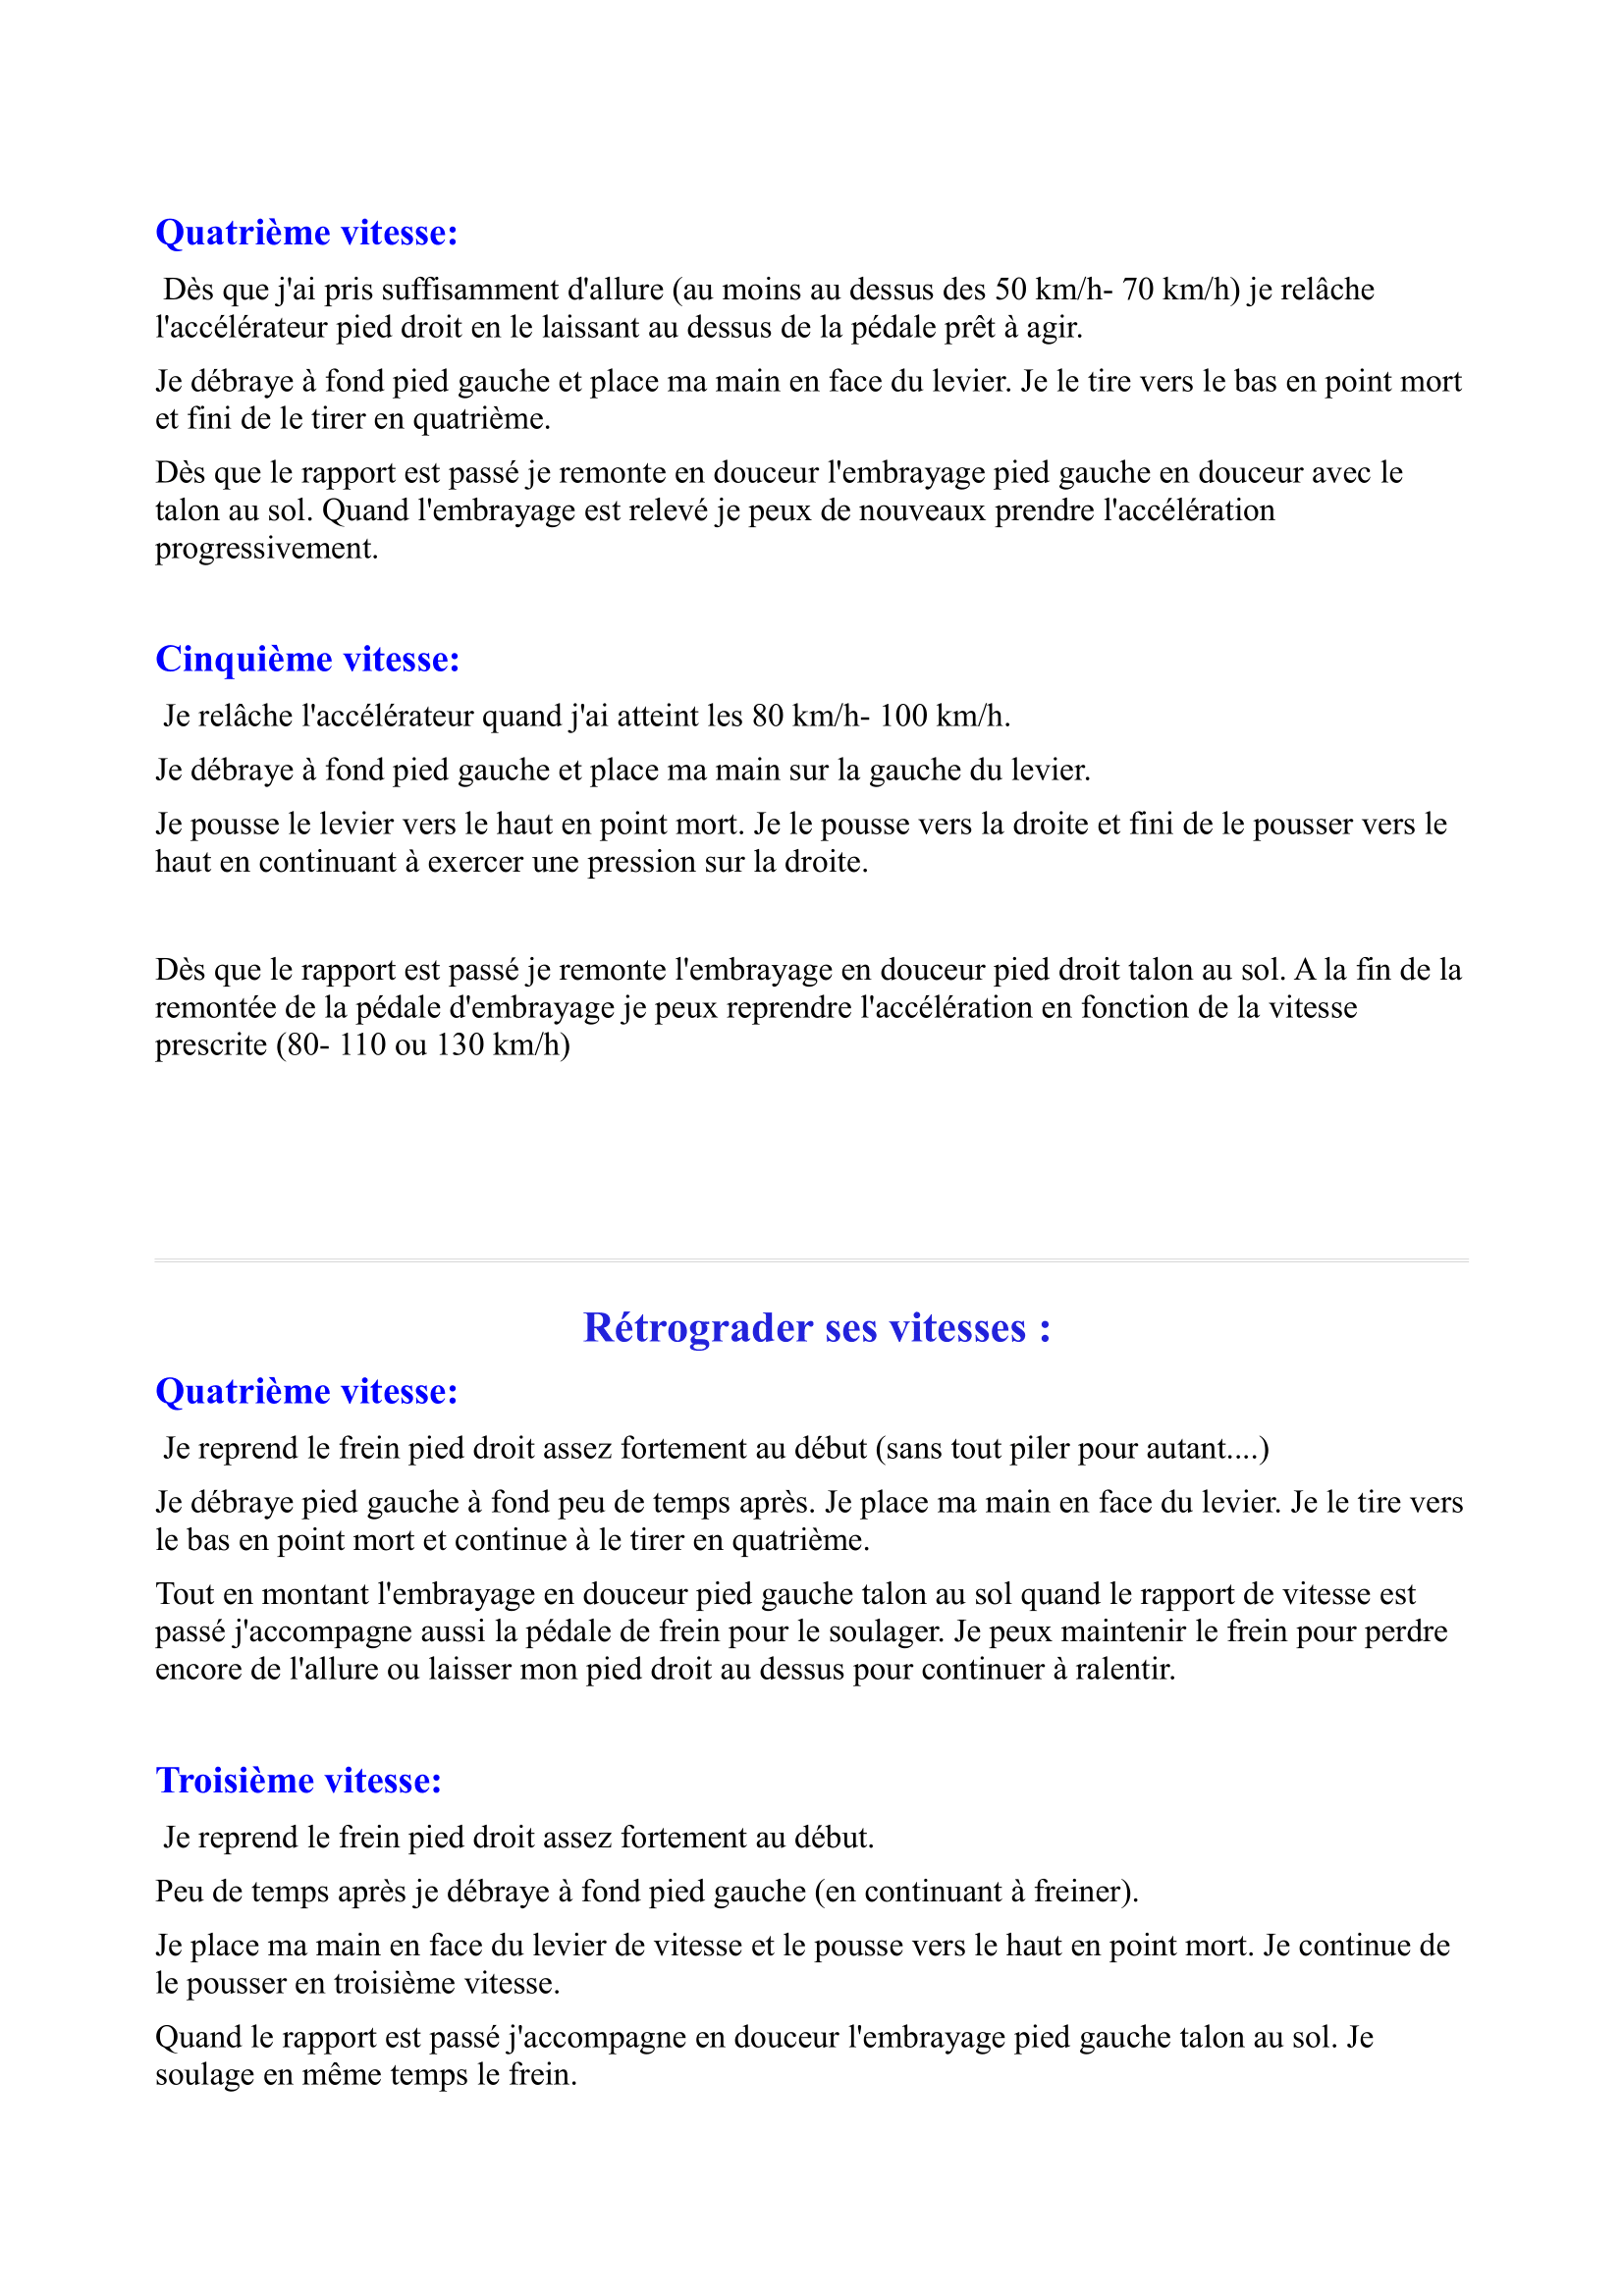 Quatrième vitesse:
Dès que j'ai pris suffisamment d'allure (au moins au dessus des 50 km/h- 70 km/h) je relâche
l'accélérateur pied droit en le laissant au dessus de la pédale prêt à agir.
Je débraye à fond pied gauche et place ma main en face du levier. Je le tire vers le bas en point mort
et fini de le tirer en quatrième.
Dès que le rapport est passé je remonte en douceur l'embrayage pied gauche en douceur avec le
talon au sol. Quand l'embrayage est relevé je peux de nouveaux prendre l'accélération
progressivement.
Cinquième vitesse:
Je relâche l'accélérateur quand j'ai atteint les 80 km/h- 100 km/h.
Je débraye à fond pied gauche et place ma main sur la gauche du levier.
Je pousse le levier vers le haut en point mort. Je le pousse vers la droite et fini de le pousser vers le
haut en continuant à exercer une pression sur la droite.
Dès que le rapport est passé je remonte l'embrayage en douceur pied droit talon au sol. A la fin de la
remontée de la pédale d'embrayage je peux reprendre l'accélération en fonction de la vitesse
prescrite (80- 110 ou 130 km/h)
Rétrograder ses vitesses :
Quatrième vitesse:
Je reprend le frein pied droit assez fortement au début (sans tout piler pour autant....)
Je débraye pied gauche à fond peu de temps après. Je place ma main en face du levier. Je le tire vers
le bas en point mort et continue à le tirer en quatrième.
Tout en montant l'embrayage en douceur pied gauche talon au sol quand le rapport de vitesse est
passé j'accompagne aussi la pédale de frein pour le soulager. Je peux maintenir le frein pour perdre
encore de l'allure ou laisser mon pied droit au dessus pour continuer à ralentir.
Troisième vitesse:
Je reprend le frein pied droit assez fortement au début.
Peu de temps après je débraye à fond pied gauche (en continuant à freiner).
Je place ma main en face du levier de vitesse et le pousse vers le haut en point mort. Je continue de
le pousser en troisième vitesse.
Quand le rapport est passé j'accompagne en douceur l'embrayage pied gauche talon au sol. Je
soulage en même temps le frein.